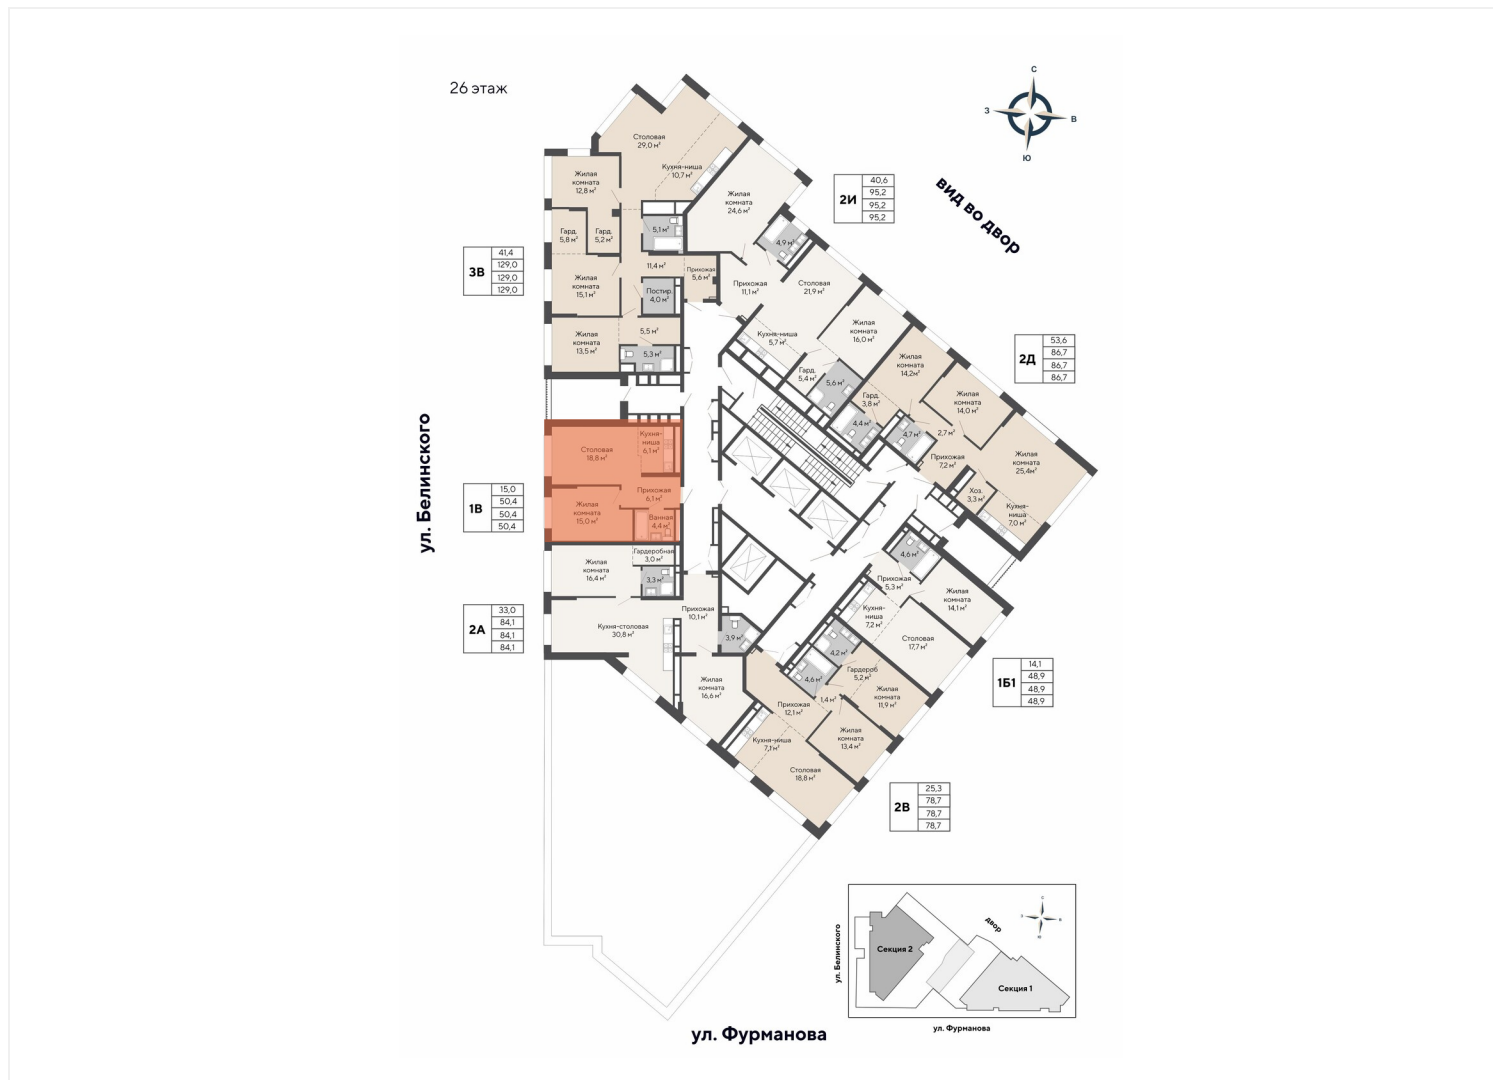 26 этаж
С
З
В
Ю
вид во двор
ул. Белинского
ул. Фурманова
3В
41,4
129,0
129,0
129,0
1В
15,0
50,4
50,4
50,4
2А
33,0
84,1
84,1
84,1
2И
40,6
95,2
95,2
95,2
2Д
53,6
86,7
86,7
86,7
1Б1
14,1
48,9
48,9
48,9
2В
25,3
78,7
78,7
78,7
Столовая
29,0 м²
Кухня-ниша
10,7 м²
Жилая
комната
12,8 м²
Гард.
5,8 м²
Гард.
5,2 м²
5,1 м²
11,4 м²
Прихожая
5,6 м²
Жилая
комната
15,1 м²
Постир.
4,0 м²
5,5 м²
Жилая
комната
13,5 м²
5,3 м²
Жилая
комната
24,6 м²
4,9 м²
Прихожая
11,1 м²
Столовая
21,9 м²
Кухня-ниша
5,7 м²
Жилая
комната
16,0 м²
Гард.
5,4 м²
5,6 м²
Жилая
комната
14,2м²
Гард.
3,8 м²
4,4 м²
4,7 м²
Жилая
комната
14,0 м²
2,7 м²
Прихожая
7,2 м²
Жилая
комната
25,4м²
Хоз.
3,3 м²
Кухня-
ниша
7,0 м²
Столовая
18,8 м²
Кухня-
ниша
6,1 м²
Прихожая
6,1 м²
Жилая
комната
15,0 м²
Ванная
4,4 м²
Гардеробная
3,0 м²
Жилая
комната
16,4 м²
3,3 м²
Прихожая
10,1 м²
Кухня-столовая
30,8 м²
3,9 м²
Жилая
комната
16,6 м²
4,6 м²
Прихожая
5,3 м²
Жилая
комната
14,1 м²
Кухня-
ниша
7,2 м²
Столовая
17,7 м²
4,2 м²
4,6 м²
Гардероб
5,2 м²
1,4 м²
Жилая
комната
11,9 м²
Прихожая
12,1 м²
Жилая
комната
13,4 м²
Кухня-ниша
7,1 м²
Столовая
18,8 м²
двор
ул. Белинского
Секция 2
Секция 1
ул. Фурманова